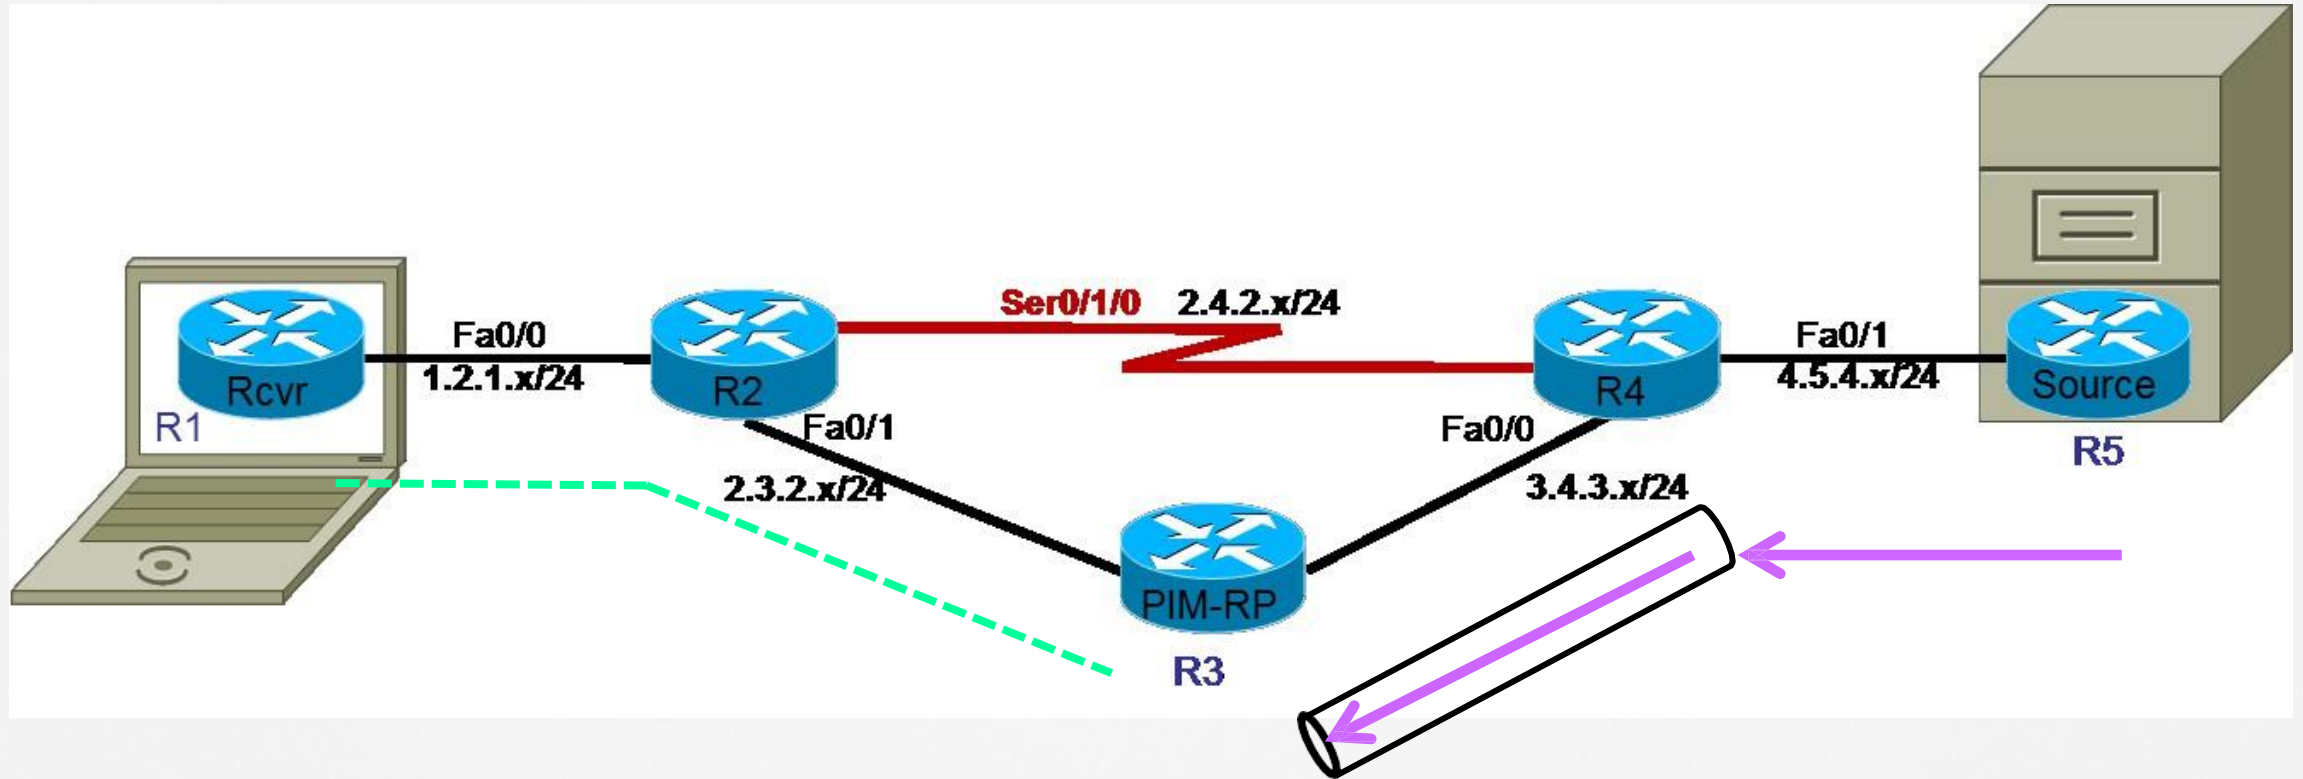 Ser0/1/0 2.4.2.x/24
Fa0/0
1.2.1.x/24
Fa0/1
4.5.4.x/24
Rcvr
R1
R2
R4
Source
R5
Fa0/1
2.3.2.x/24
Fa0/0
3.4.3.x/24
PIM-RP
R3